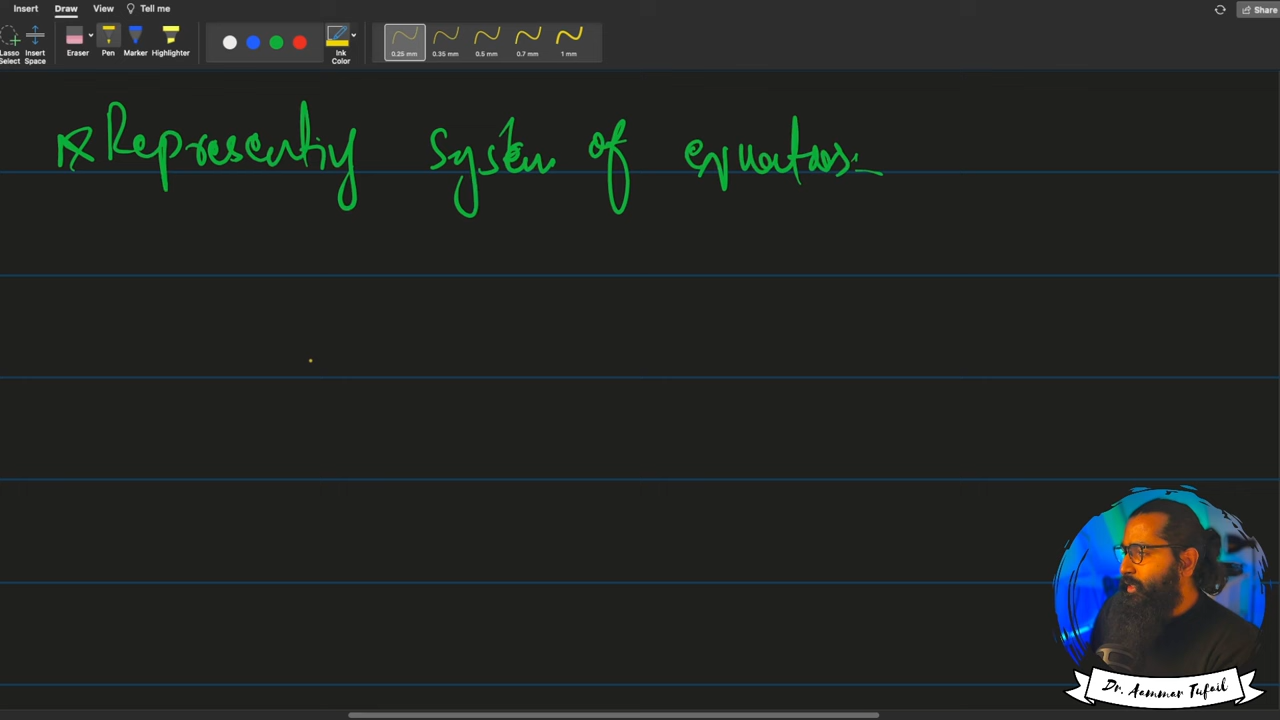 Insert Draw View Tell me Share
Lasso Select Insert Space Eraser Pen Marker Highlighter Ink Color 0.25 mm 0.35 mm 0.5 mm 0.7 mm 1 mm
*Representing system of equations:-
Dr. Aammar Tufail